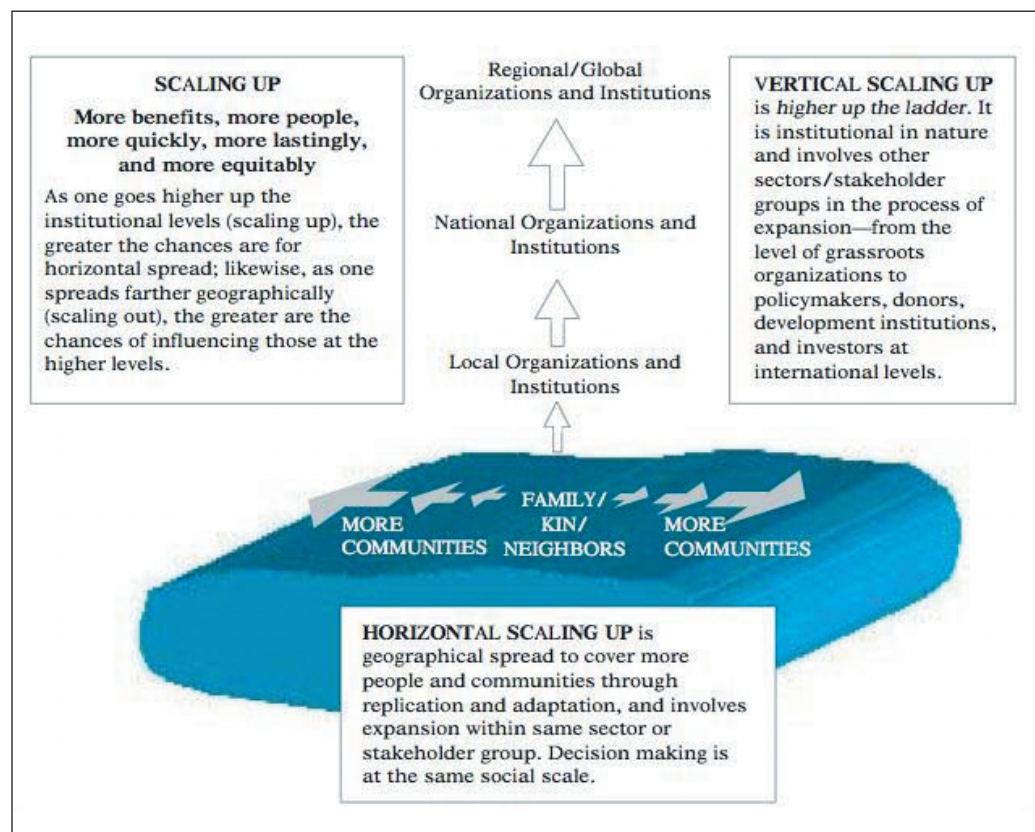 SCALING UP
More benefits, more people,
more quickly, more lastingly,
and more equitably
As one goes higher up the
institutional levels (scaling up), the
greater the chances are for
horizontal spread; likewise, as one
spreads farther geographically
(scaling out), the greater are the
chances of influencing those at the
higher levels.
Regional/Global
Organizations and Institutions
National Organizations and
Institutions
Local Organizations and
Institutions
VERTICAL SCALING UP
is higher up the ladder. It
is institutional in nature
and involves other
sectors/stakeholder
groups in the process of
expansion—from the
level of grassroots
organizations to
policymakers, donors,
development institutions,
and investors at
international levels.
MORE
COMMUNITIES
FAMILY/
KIN/
NEIGHBORS
MORE
COMMUNITIES
HORIZONTAL SCALING UP is
geographical spread to cover more
people and communities through
replication and adaptation, and involves
expansion within same sector or
stakeholder group. Decision making is
at the same social scale.